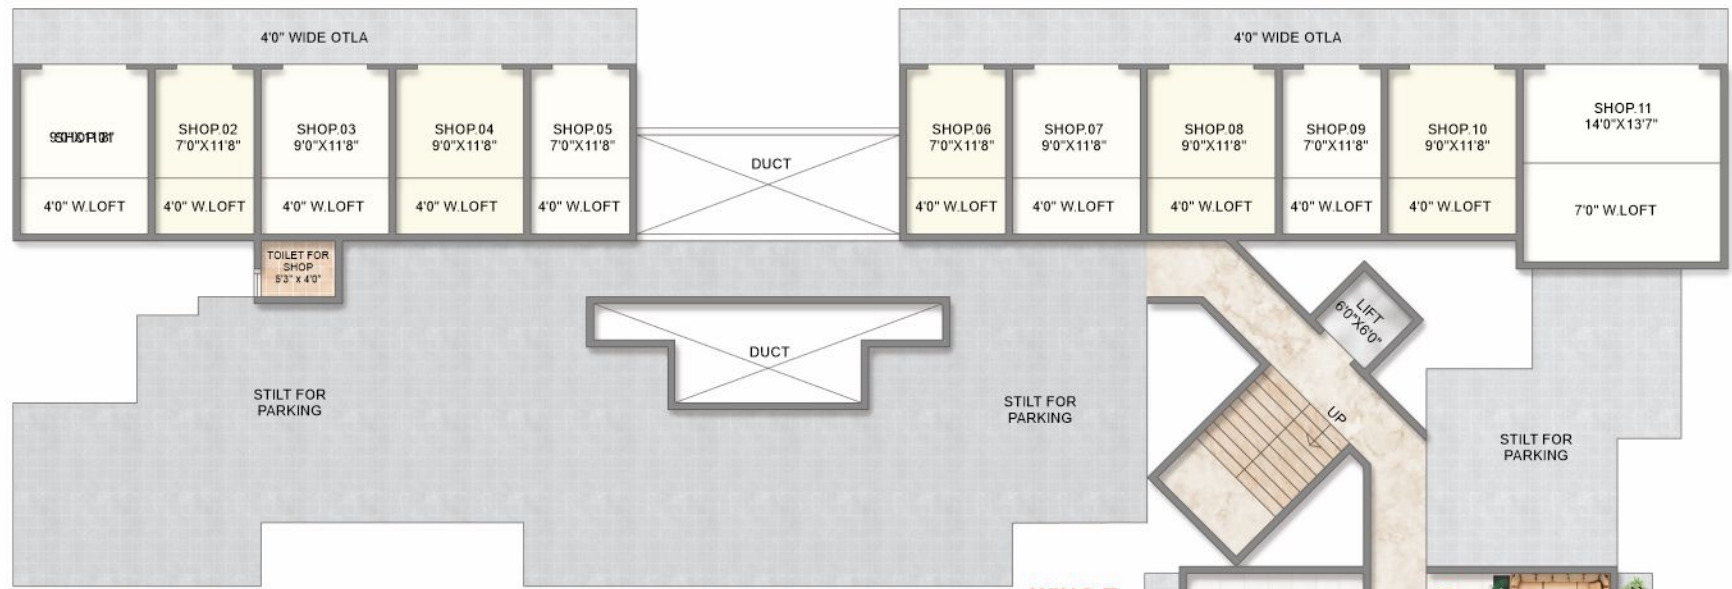 4'0" WIDE OTLA
4'0" WIDE OTLA
SHOP.02
7'0"X11'8"
SHOP.03
9'0"X11'8"
SHOP.04
9'0"X11'8"
SHOP.05
7'0"X11'8"
SHOP.06
7'0"X11'8"
SHOP.07
9'0"X11'8"
SHOP.08
9'0"X11'8"
SHOP.09
7'0"X11'8"
SHOP.10
9'0"X11'8"
SHOP.11
14'0"X13'7"
DUCT
4'0" W.LOFT
4'0" W.LOFT
4'0" W.LOFT
4'0" W.LOFT
4'0" W.LOFT
4'0" W.LOFT
4'0" W.LOFT
4'0" W.LOFT
4'0" W.LOFT
4'0" W.LOFT
7'0" W.LOFT
TOILET FOR
SHOP
5'3" x 4'0"
LIFT
6'0"X6'0"
DUCT
STILT FOR
PARKING
STILT FOR
PARKING
UP
STILT FOR
PARKING